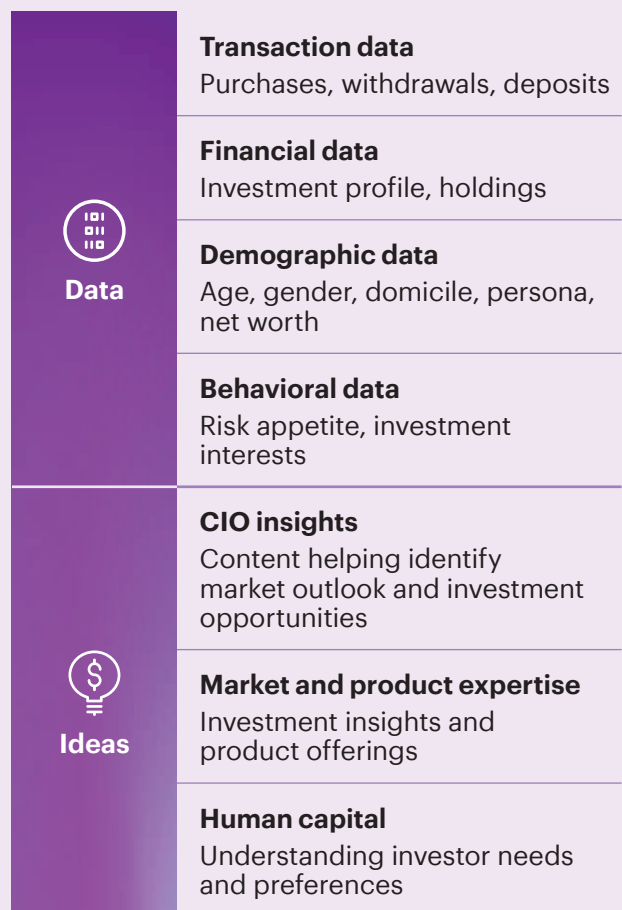 Data
Transaction data
Purchases, withdrawals, deposits
Financial data
Investment profile, holdings
Demographic data
Age, gender, domicile, persona,
net worth
Behavioral data
Risk appetite, investment
interests
Ideas
CIO insights
Content helping identify
market outlook and investment
opportunities
Market and product expertise
Investment insights and
product offerings
Human capital
Understanding investor needs
and preferences